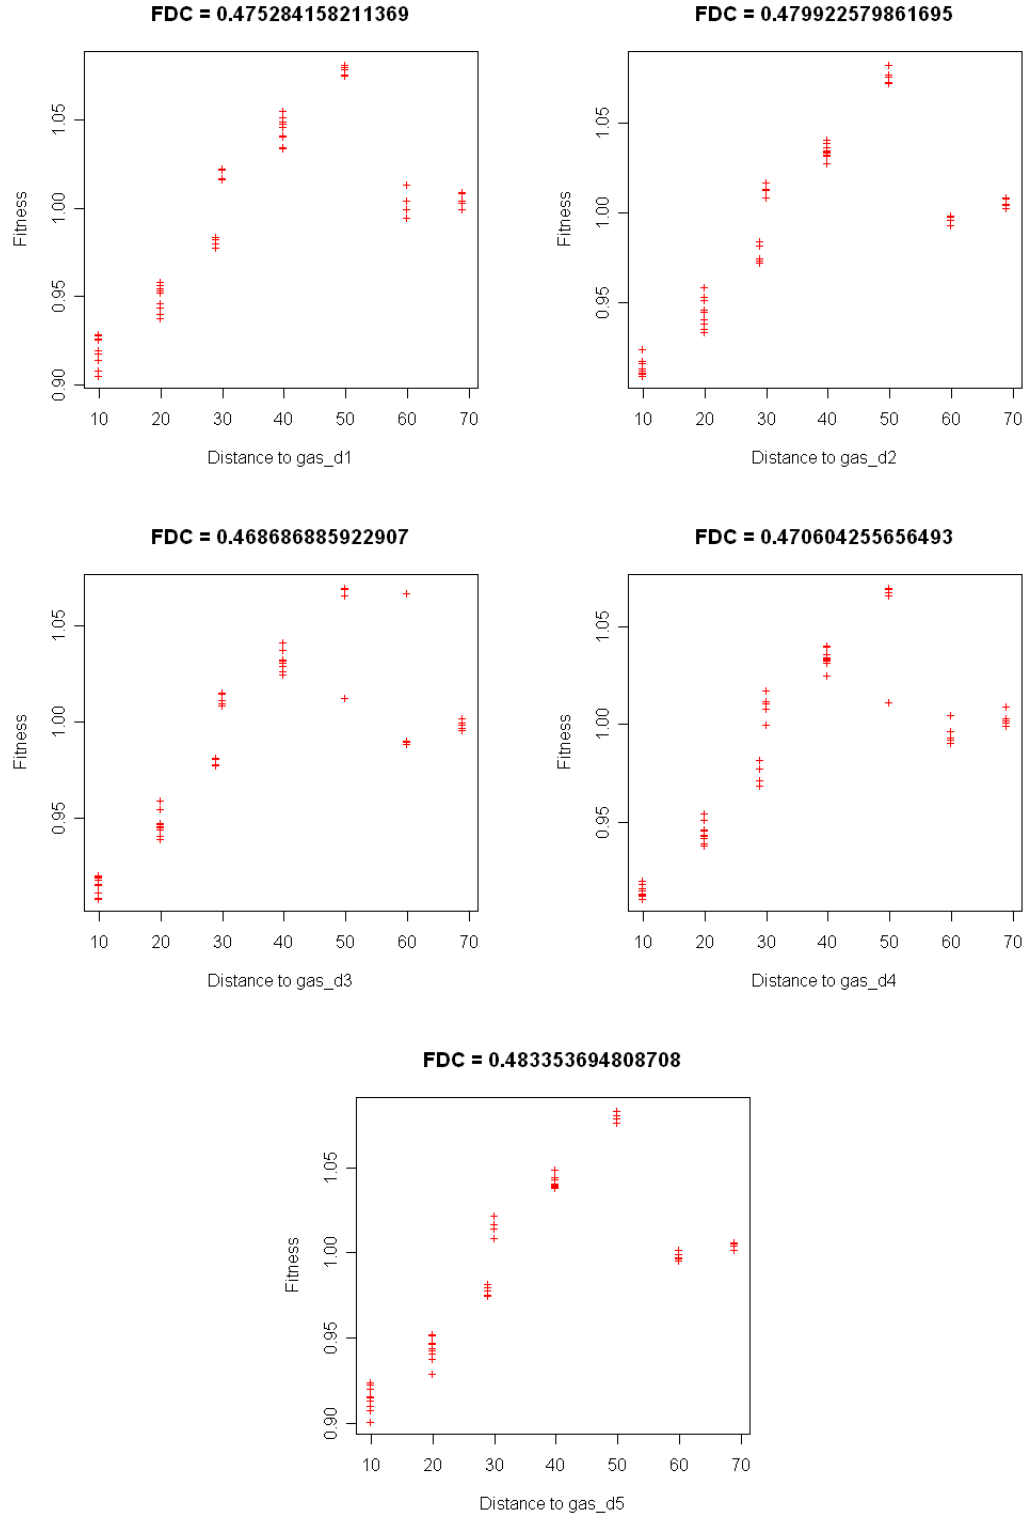 FDC = 0.475284158211369
Fitness
0.90 0.95 1.00 1.05
10 20 30 40 50 60 70
Distance to gas_d1
FDC = 0.479922579861695
Fitness
0.95 1.00 1.05
10 20 30 40 50 60 70
Distance to gas_d2
FDC = 0.468686885922907
Fitness
0.95 1.00 1.05
10 20 30 40 50 60 70
Distance to gas_d3
FDC = 0.470604255656493
Fitness
0.95 1.00 1.05
10 20 30 40 50 60 70
Distance to gas_d4
FDC = 0.483353694808708
Fitness
0.90 0.95 1.00 1.05
10 20 30 40 50 60 70
Distance to gas_d5